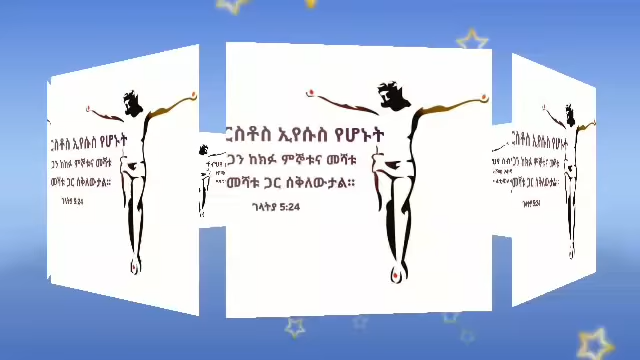 ርስቶስ ኢየሱስ የሆኑት
ጋን ከክፉ ምኞቱና መሻቱ
መሻቱ ጋር ሰቅለውታል።
ገላትያ 5:24